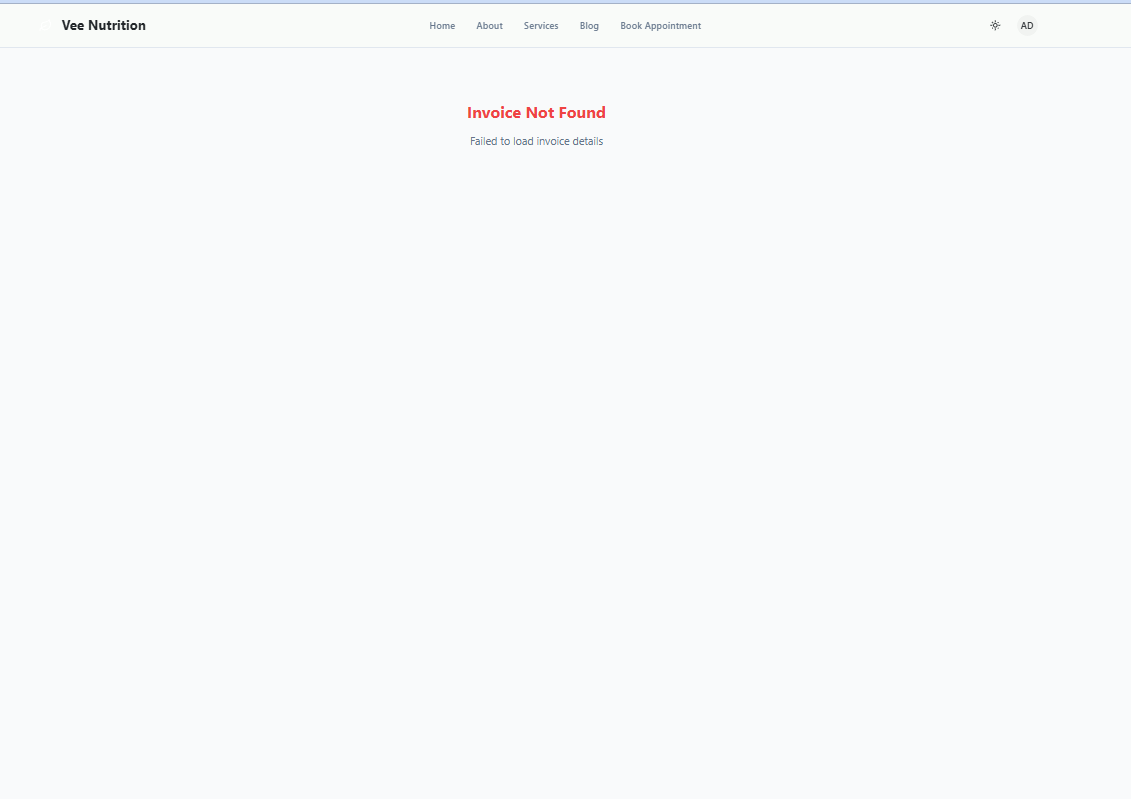 Vee Nutrition Home About Services Blog Book Appointment AD
Invoice Not Found
Failed to load invoice details